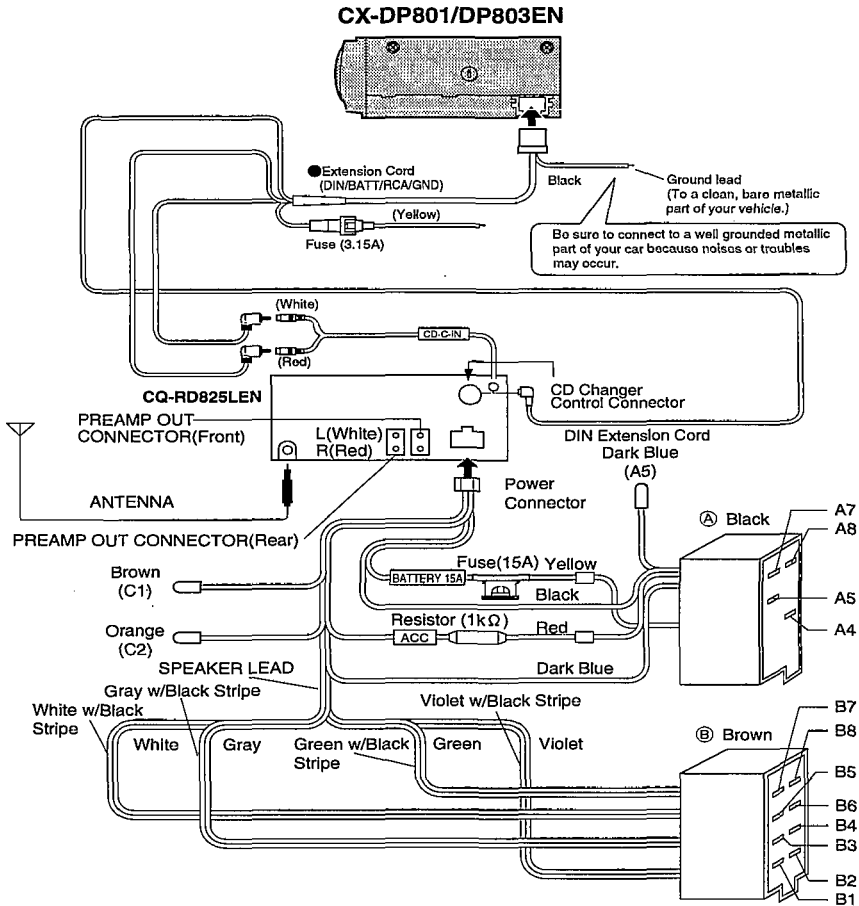 CX-DP801/DP803EN
Extension Cord
(DIN/BATT/RCA/GND)
Black
Ground lead
(To a clean, bare metallic
part of your vehicle.)
(Yellow)
Fuse (3.15A)
Be sure to connect to a well grounded metallic
part of your car because noises or troubles
may occur.
(White)
CD-C-IN
(Red)
CQ-RD825LEN
CD Changer
Control Connector
PREAMP OUT
CONNECTOR(Front)
L(White)
R(Red)
DIN Extension Cord
Dark Blue
(A5)
ANTENNA
Power
Connector
PREAMP OUT CONNECTOR(Rear)
A Black
A7
A8
A5
A4
Brown
(C1)
Fuse(15A) Yellow
BATTERY 15A
Black
Orange
(C2)
Resistor (1kΩ)
ACC
Red
SPEAKER LEAD
Dark Blue
Gray w/Black Stripe
White w/Black
Stripe
Violet w/Black Stripe
White
Gray
Green w/Black
Stripe
Green
Violet
B Brown
B7
B8
B5
B6
B4
B3
B2
B1